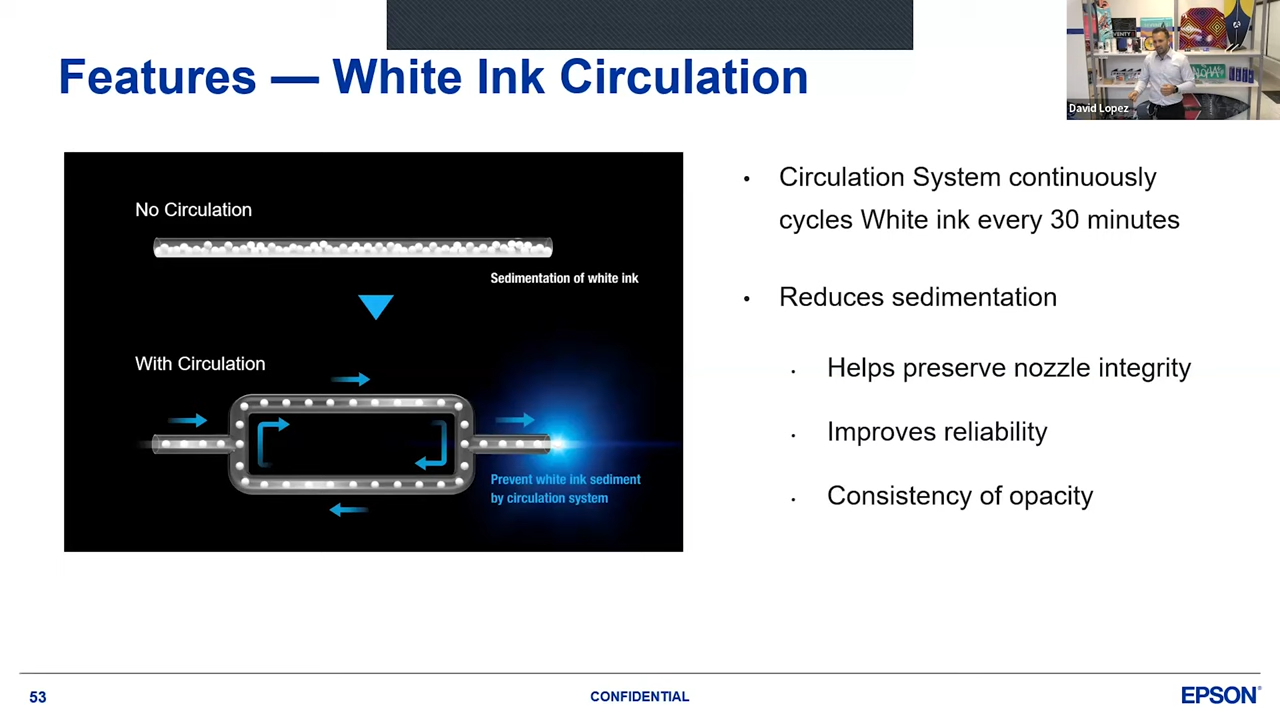 Features — White Ink Circulation
David Lopez
No Circulation
Sedimentation of white ink
With Circulation
Prevent white ink sediment
by circulation system
• Circulation System continuously
cycles White ink every 30 minutes
• Reduces sedimentation
• Helps preserve nozzle integrity
• Improves reliability
• Consistency of opacity
53
CONFIDENTIAL
EPSON